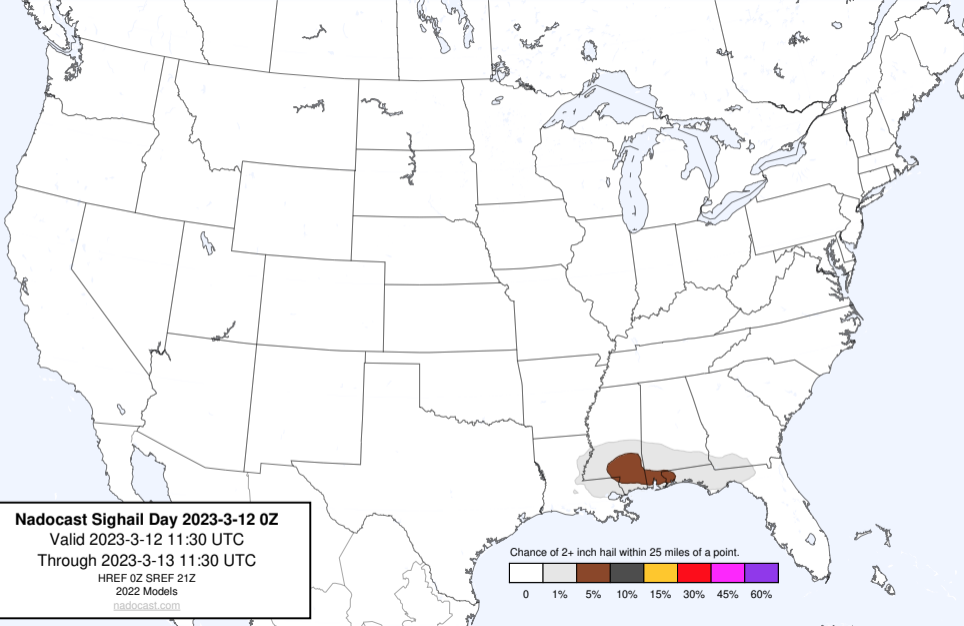 Nadocast Sighail Day 2023-3-12 0Z
Valid 2023-3-12 11:30 UTC
Through 2023-3-13 11:30 UTC
HREF 0Z SREF 21Z
2022 Models
nadocast.com
Chance of 2+ inch hail within 25 miles of a point.
0 1% 5% 10% 15% 30% 45% 60%